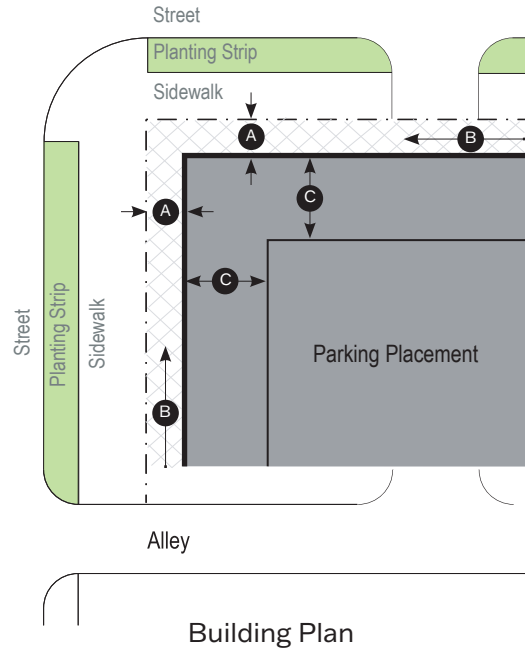 Street
Planting Strip
Sidewalk
A
B
A
C
C
Parking Placement
Street
Planting Strip
Sidewalk
B
Alley
Building Plan